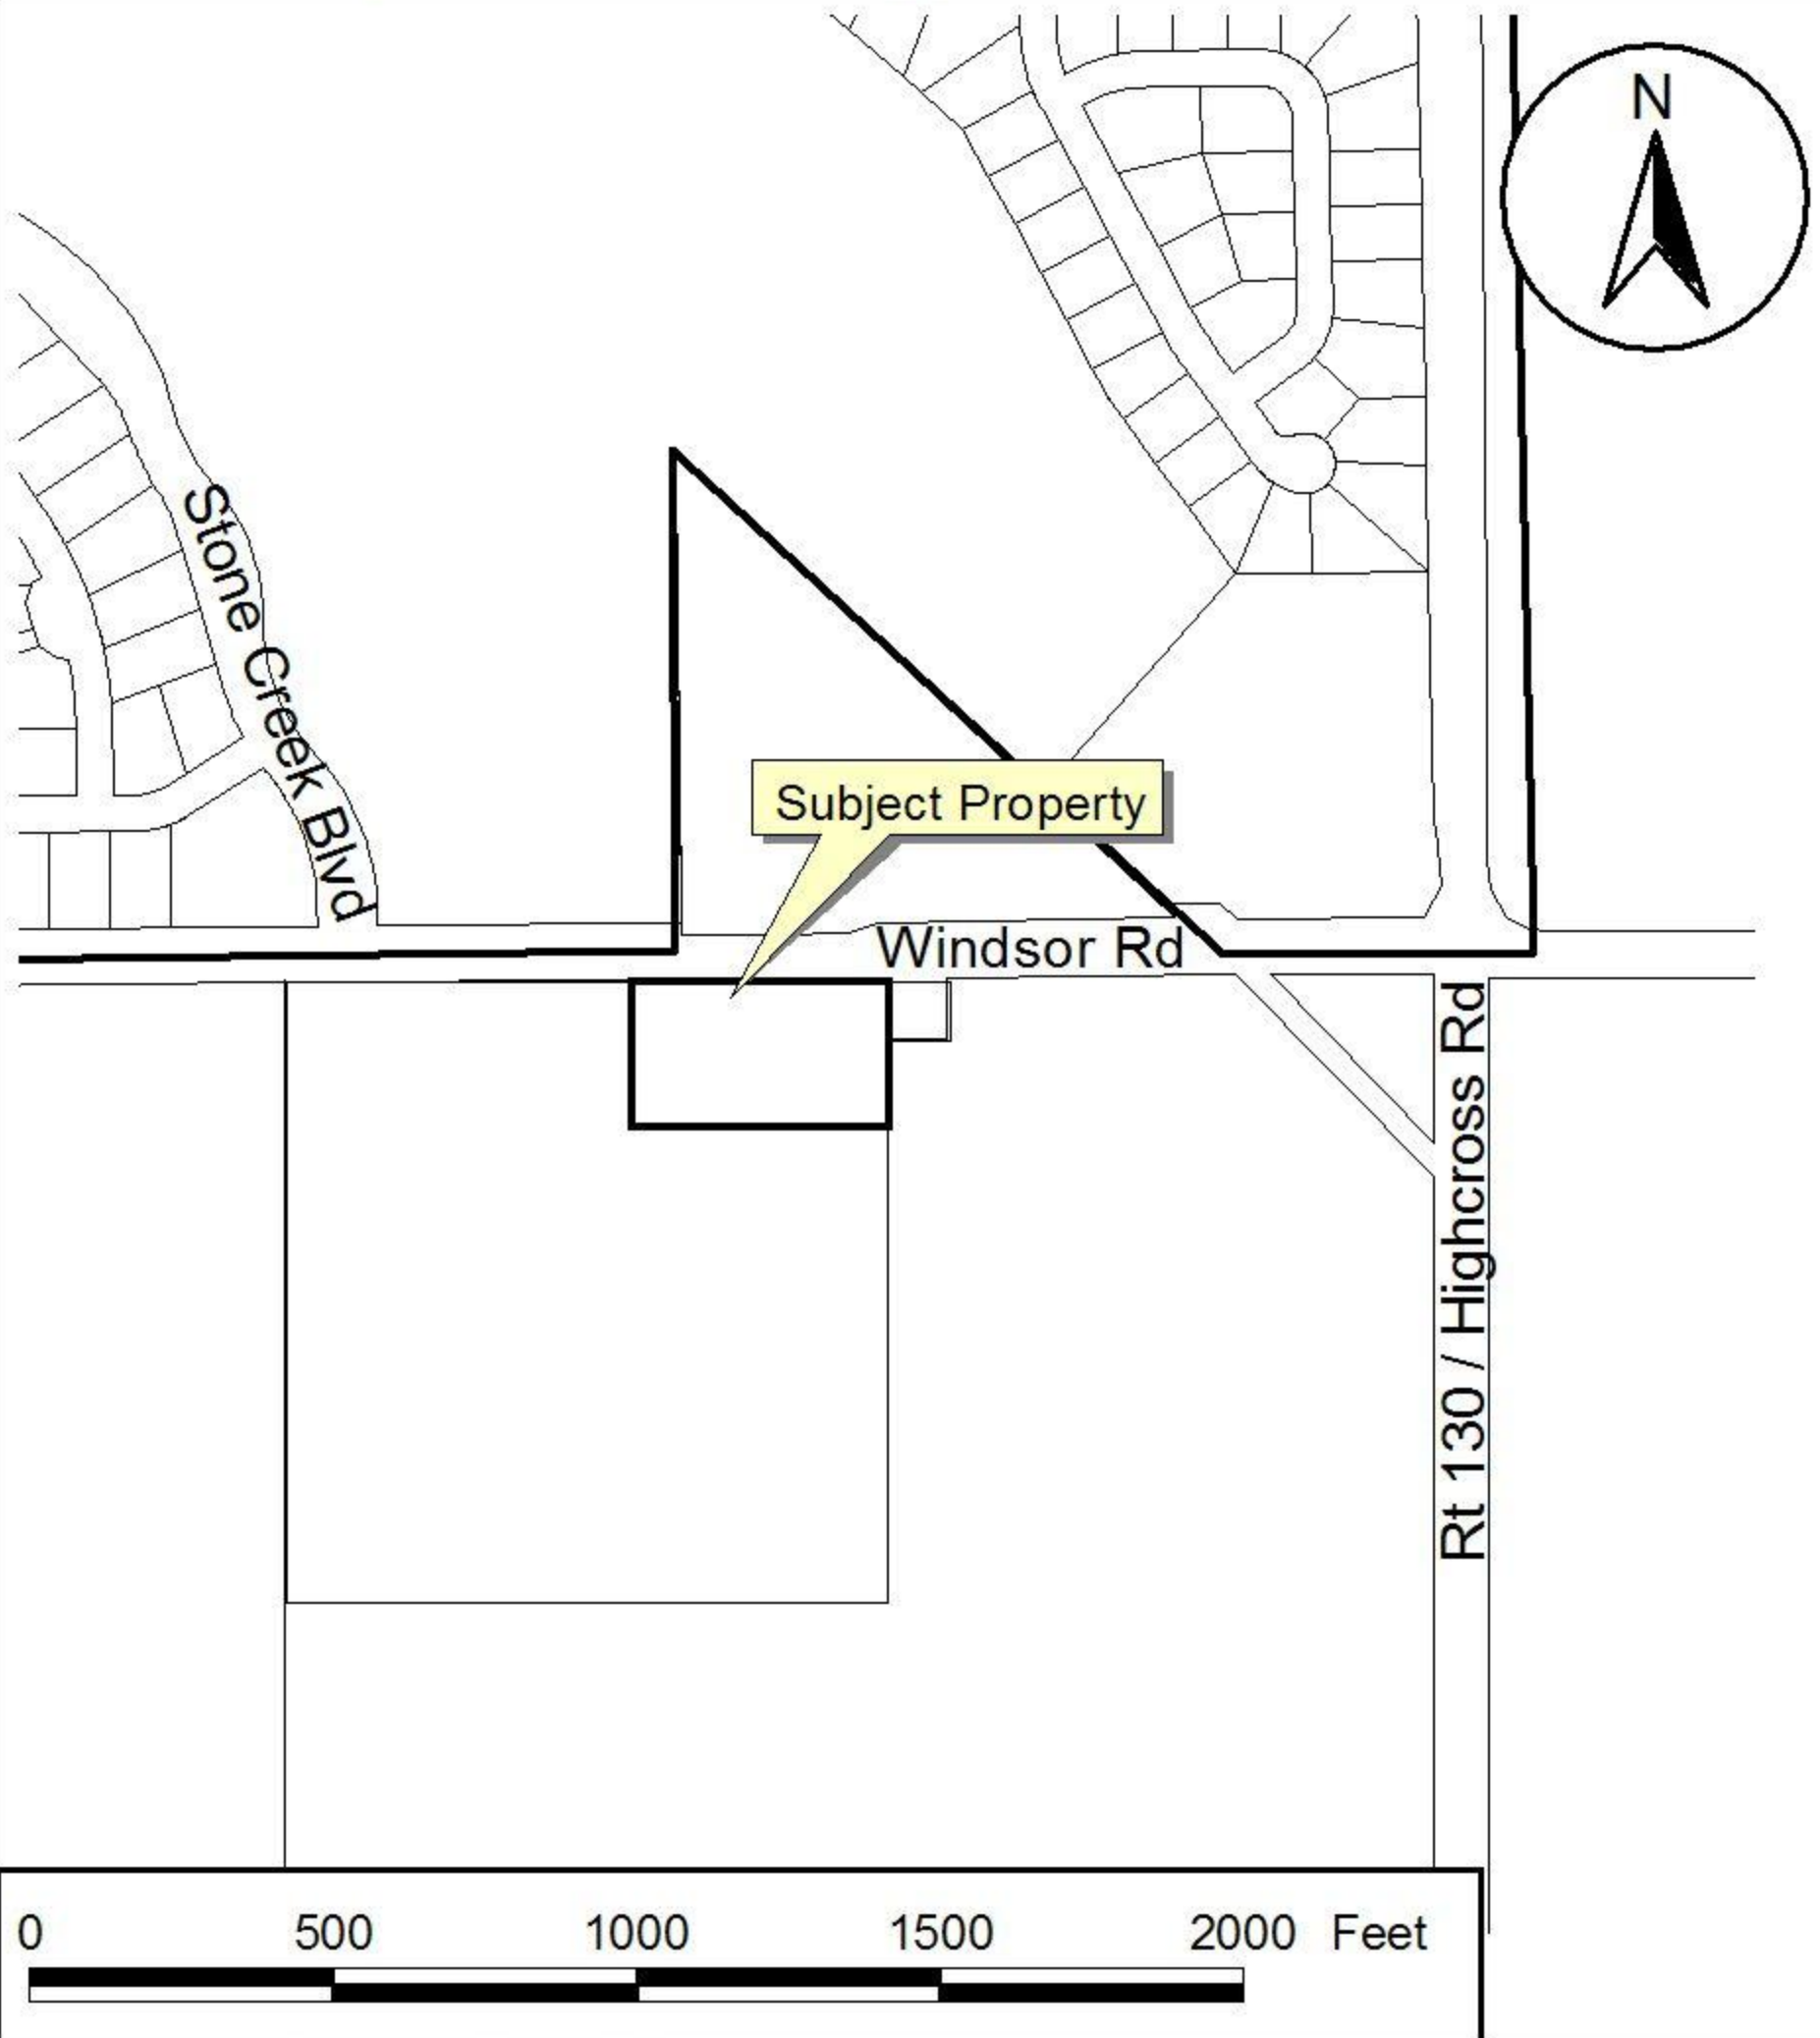 N
Stone Creek Blvd
Subject Property
Windsor Rd
Rt 130 / Highcross Rd
0 500 1000 1500 2000 Feet